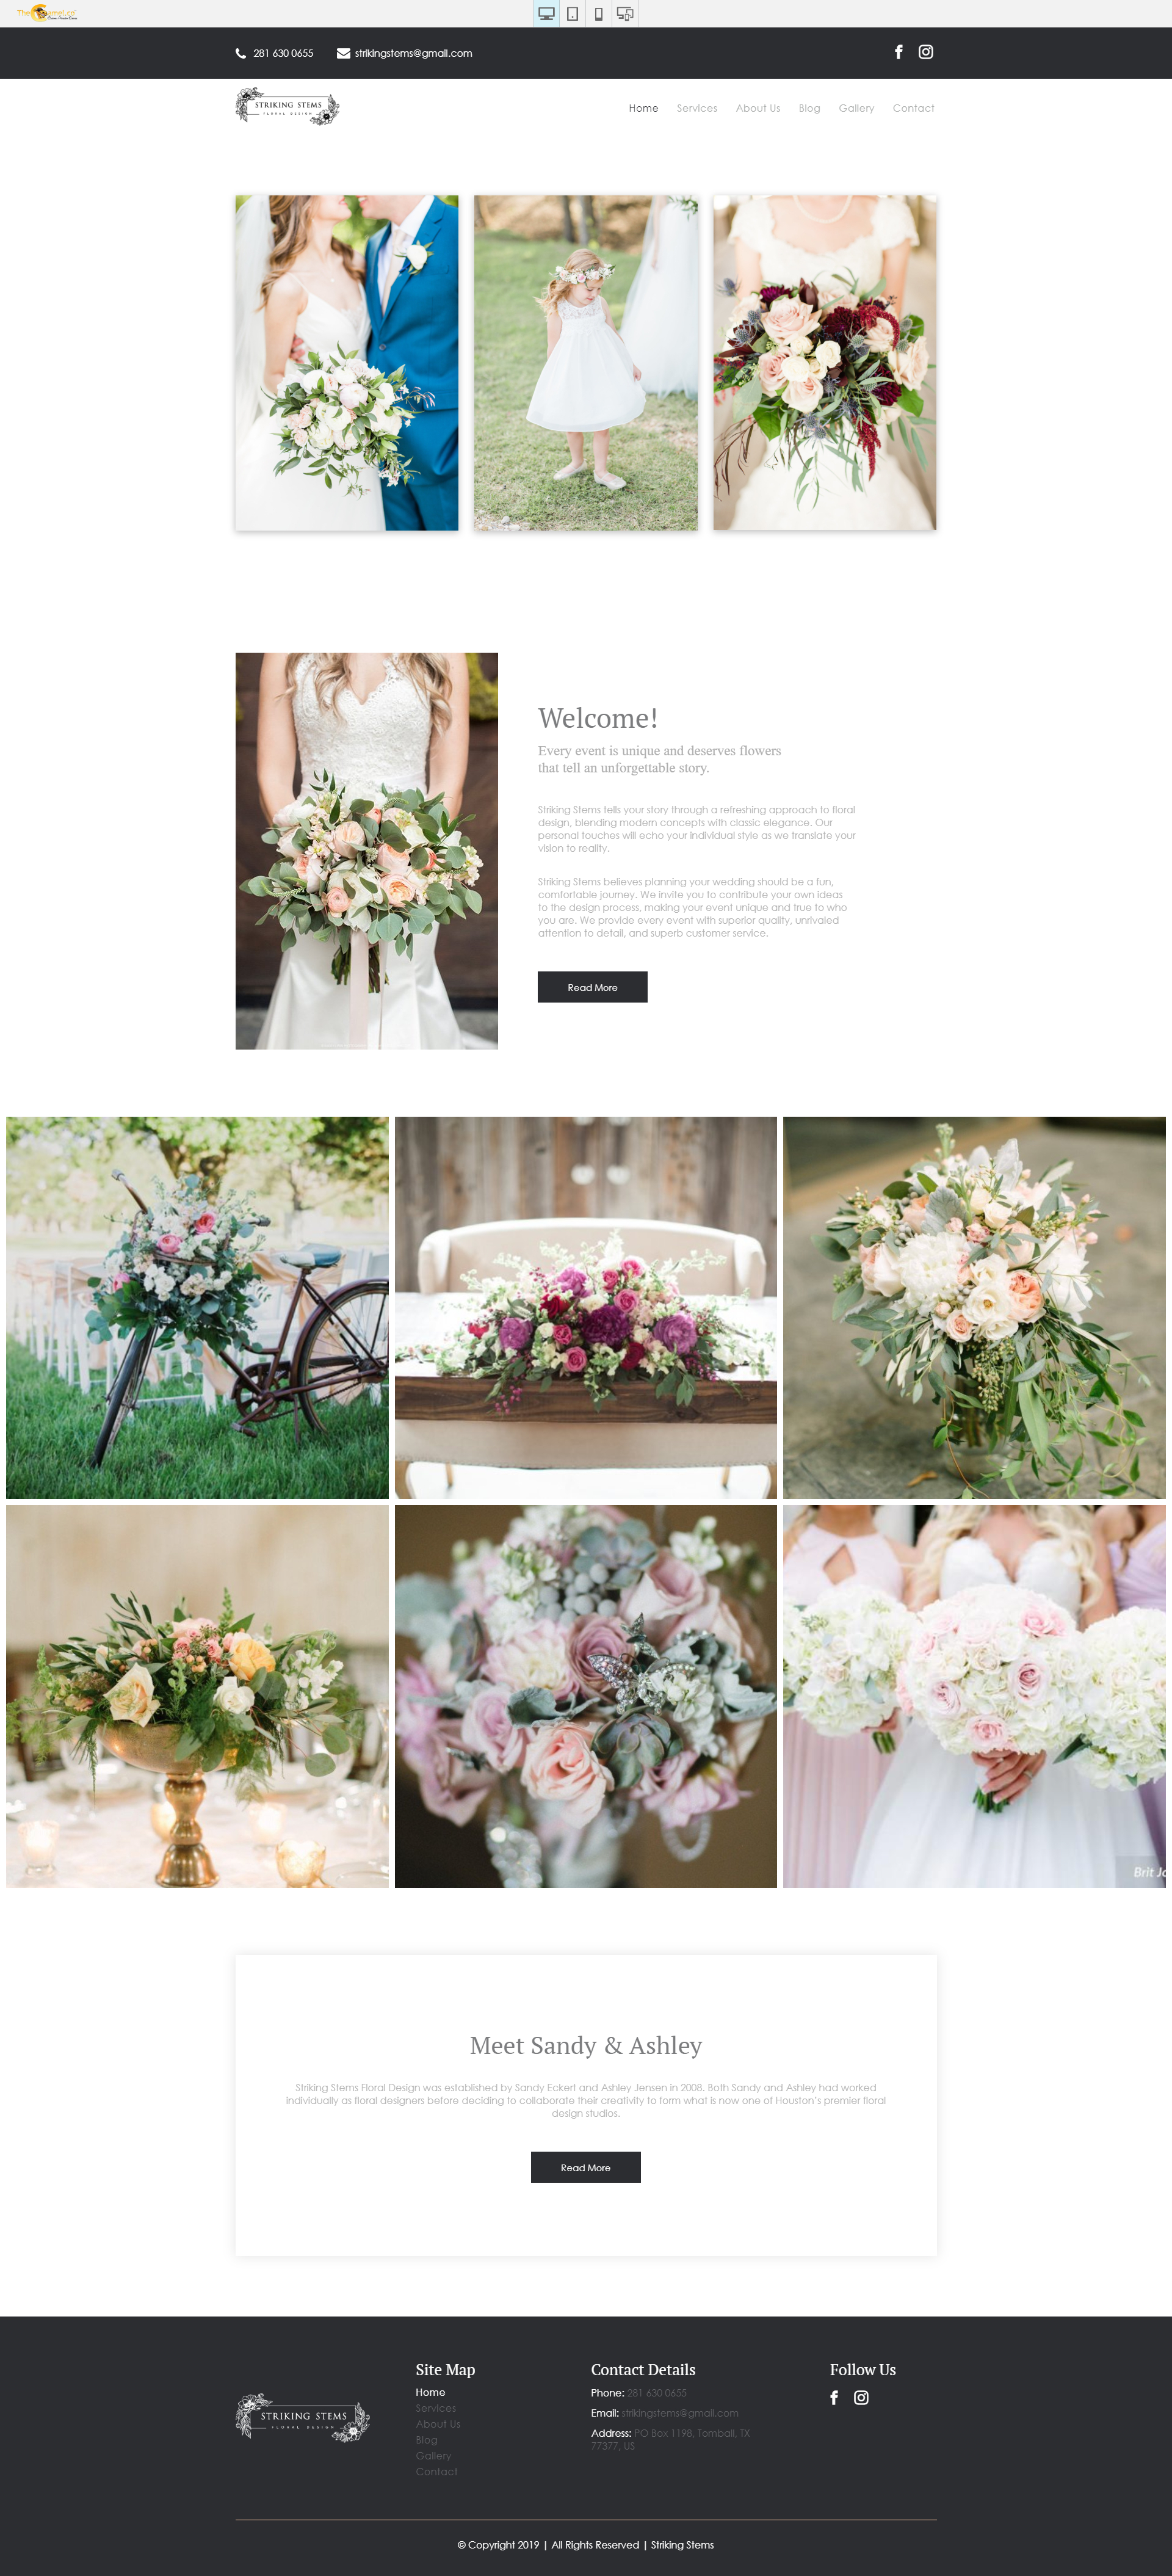 281 630 0655 strikingstems@gmail.com
STRIKING STEMS
FLORAL DESIGN
Home Services About Us Blog Gallery Contact
Welcome!
Every event is unique and deserves flowers
that tell an unforgettable story.
Striking Stems tells your story through a refreshing approach to floral
design, blending modern concepts with classic elegance. Our
personal touches will echo your individual style as we translate your
vision to reality.
Striking Stems believes planning your wedding should be a fun,
comfortable journey. We invite you to contribute your own ideas
to the design process, making your event unique and true to who
you are. We provide every event with superior quality, unrivaled
attention to detail, and superb customer service.
Read More
Brit Jo
Meet Sandy & Ashley
Striking Stems Floral Design was established by Sandy Eckert and Ashley Jensen in 2008. Both Sandy and Ashley had worked
individually as floral designers before deciding to collaborate their creativity to form what is now one of Houston's premier floral
design studios.
Read More
STRIKING STEMS
FLORAL DESIGN
Site Map
Home
Services
About Us
Blog
Gallery
Contact
Contact Details
Phone: 281 630 0655
Email: strikingstems@gmail.com
Address: PO Box 1198, Tomball, TX
77377, US
Follow Us
© Copyright 2019 | All Rights Reserved | Striking Stems